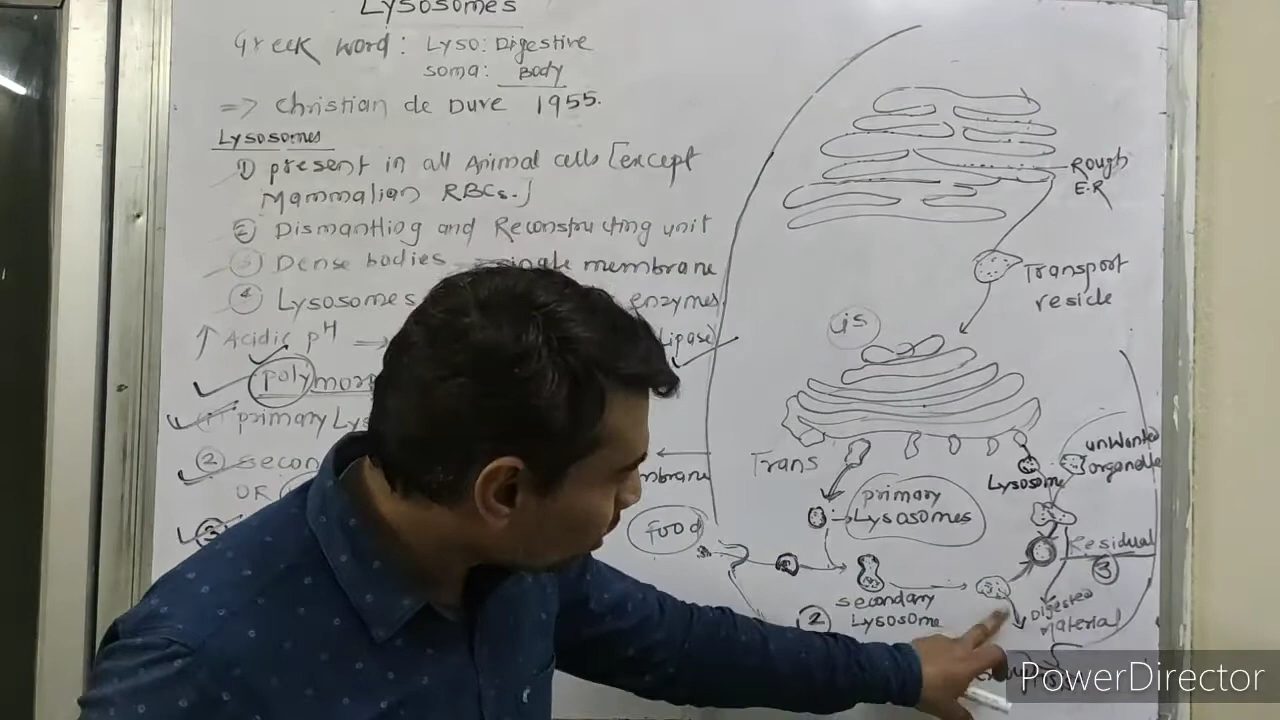 Lysosomes
Greek word: Lyso: Digestive
soma: Body
=> Christian de Duve 1955.
Lysosomes
1) present in all Animal cells [except
Mammalian RBCs.]
2) Dismantling and Reconstructing unit
3) Dense bodies single membrane
4) Lysosomes enzymes
↑ Acidic pH → Lipase)
polymor
primary Lys
2) secon
OR
3
mbrane
Rough
E.R
Transport
vesicle
cis
Trans
primary
Lysosomes
Lysosome
unwanted
organelle
Food
secondary
Lysosome
2
Residual
3
Digested
Material
PowerDirector